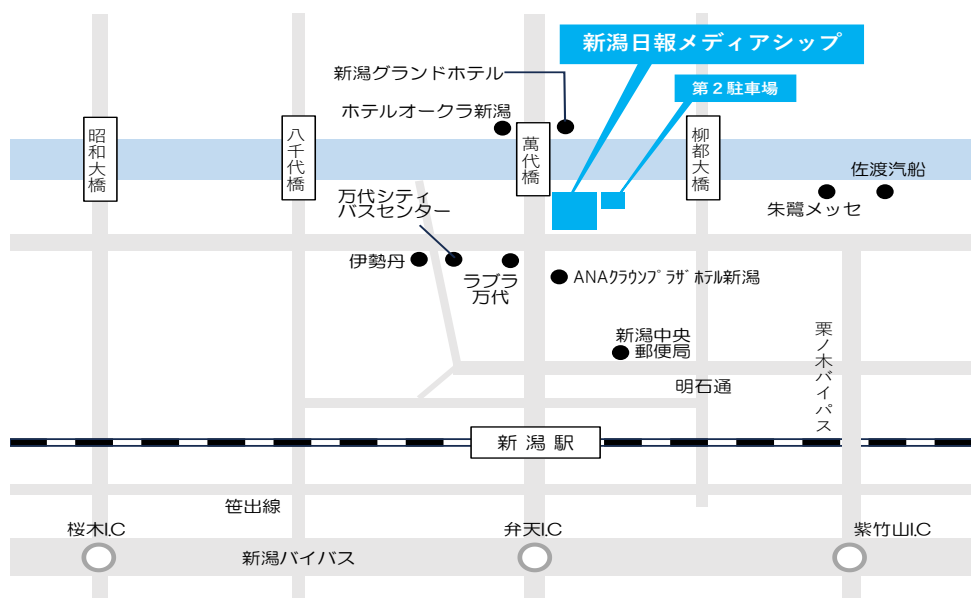 新潟日報メディアシップ
新潟グランドホテル
第２駐車場
ホテルオークラ新潟
昭和大橋
八千代橋
萬代橋
柳都大橋
佐渡汽船
朱鷺メッセ
万代シティ
バスセンター
伊勢丹
ラブラ
万代
ANAｸﾗｳﾝﾌﾟﾗｻﾞﾎﾃﾙ新潟
新潟中央
郵便局
栗ノ木バイパス
明石通
新潟駅
笹出線
桜木I.C
弁天I.C
紫竹山I.C
新潟バイパス